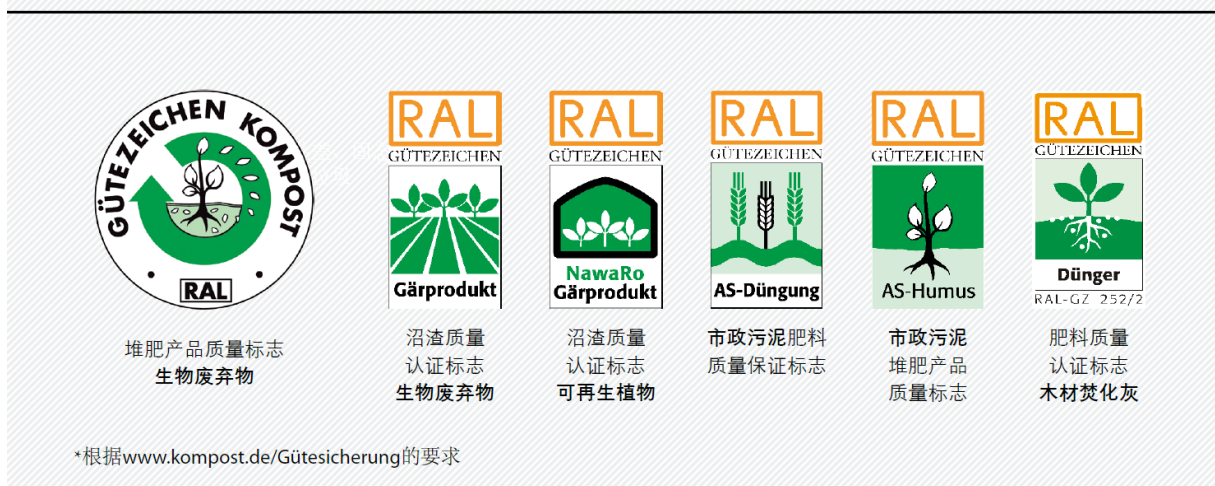 GÜTEZEICHEN KOMPOST
RAL
堆肥产品质量标志
生物废弃物
RAL
GÜTEZEICHEN
Gärprodukt
沼渣质量
认证标志
生物废弃物
RAL
GÜTEZEICHEN
NawaRo
Gärprodukt
沼渣质量
认证标志
可再生植物
RAL
GÜTEZEICHEN
AS-Düngung
市政污泥肥料
质量保证标志
RAL
GÜTEZEICHEN
AS-Humus
市政污泥
堆肥产品
质量标志
RAL
GÜTEZEICHEN
Dünger
RAL-GZ 252/2
肥料质量
认证标志
木材焚化灰
*根据www.kompost.de/Gütesicherung的要求